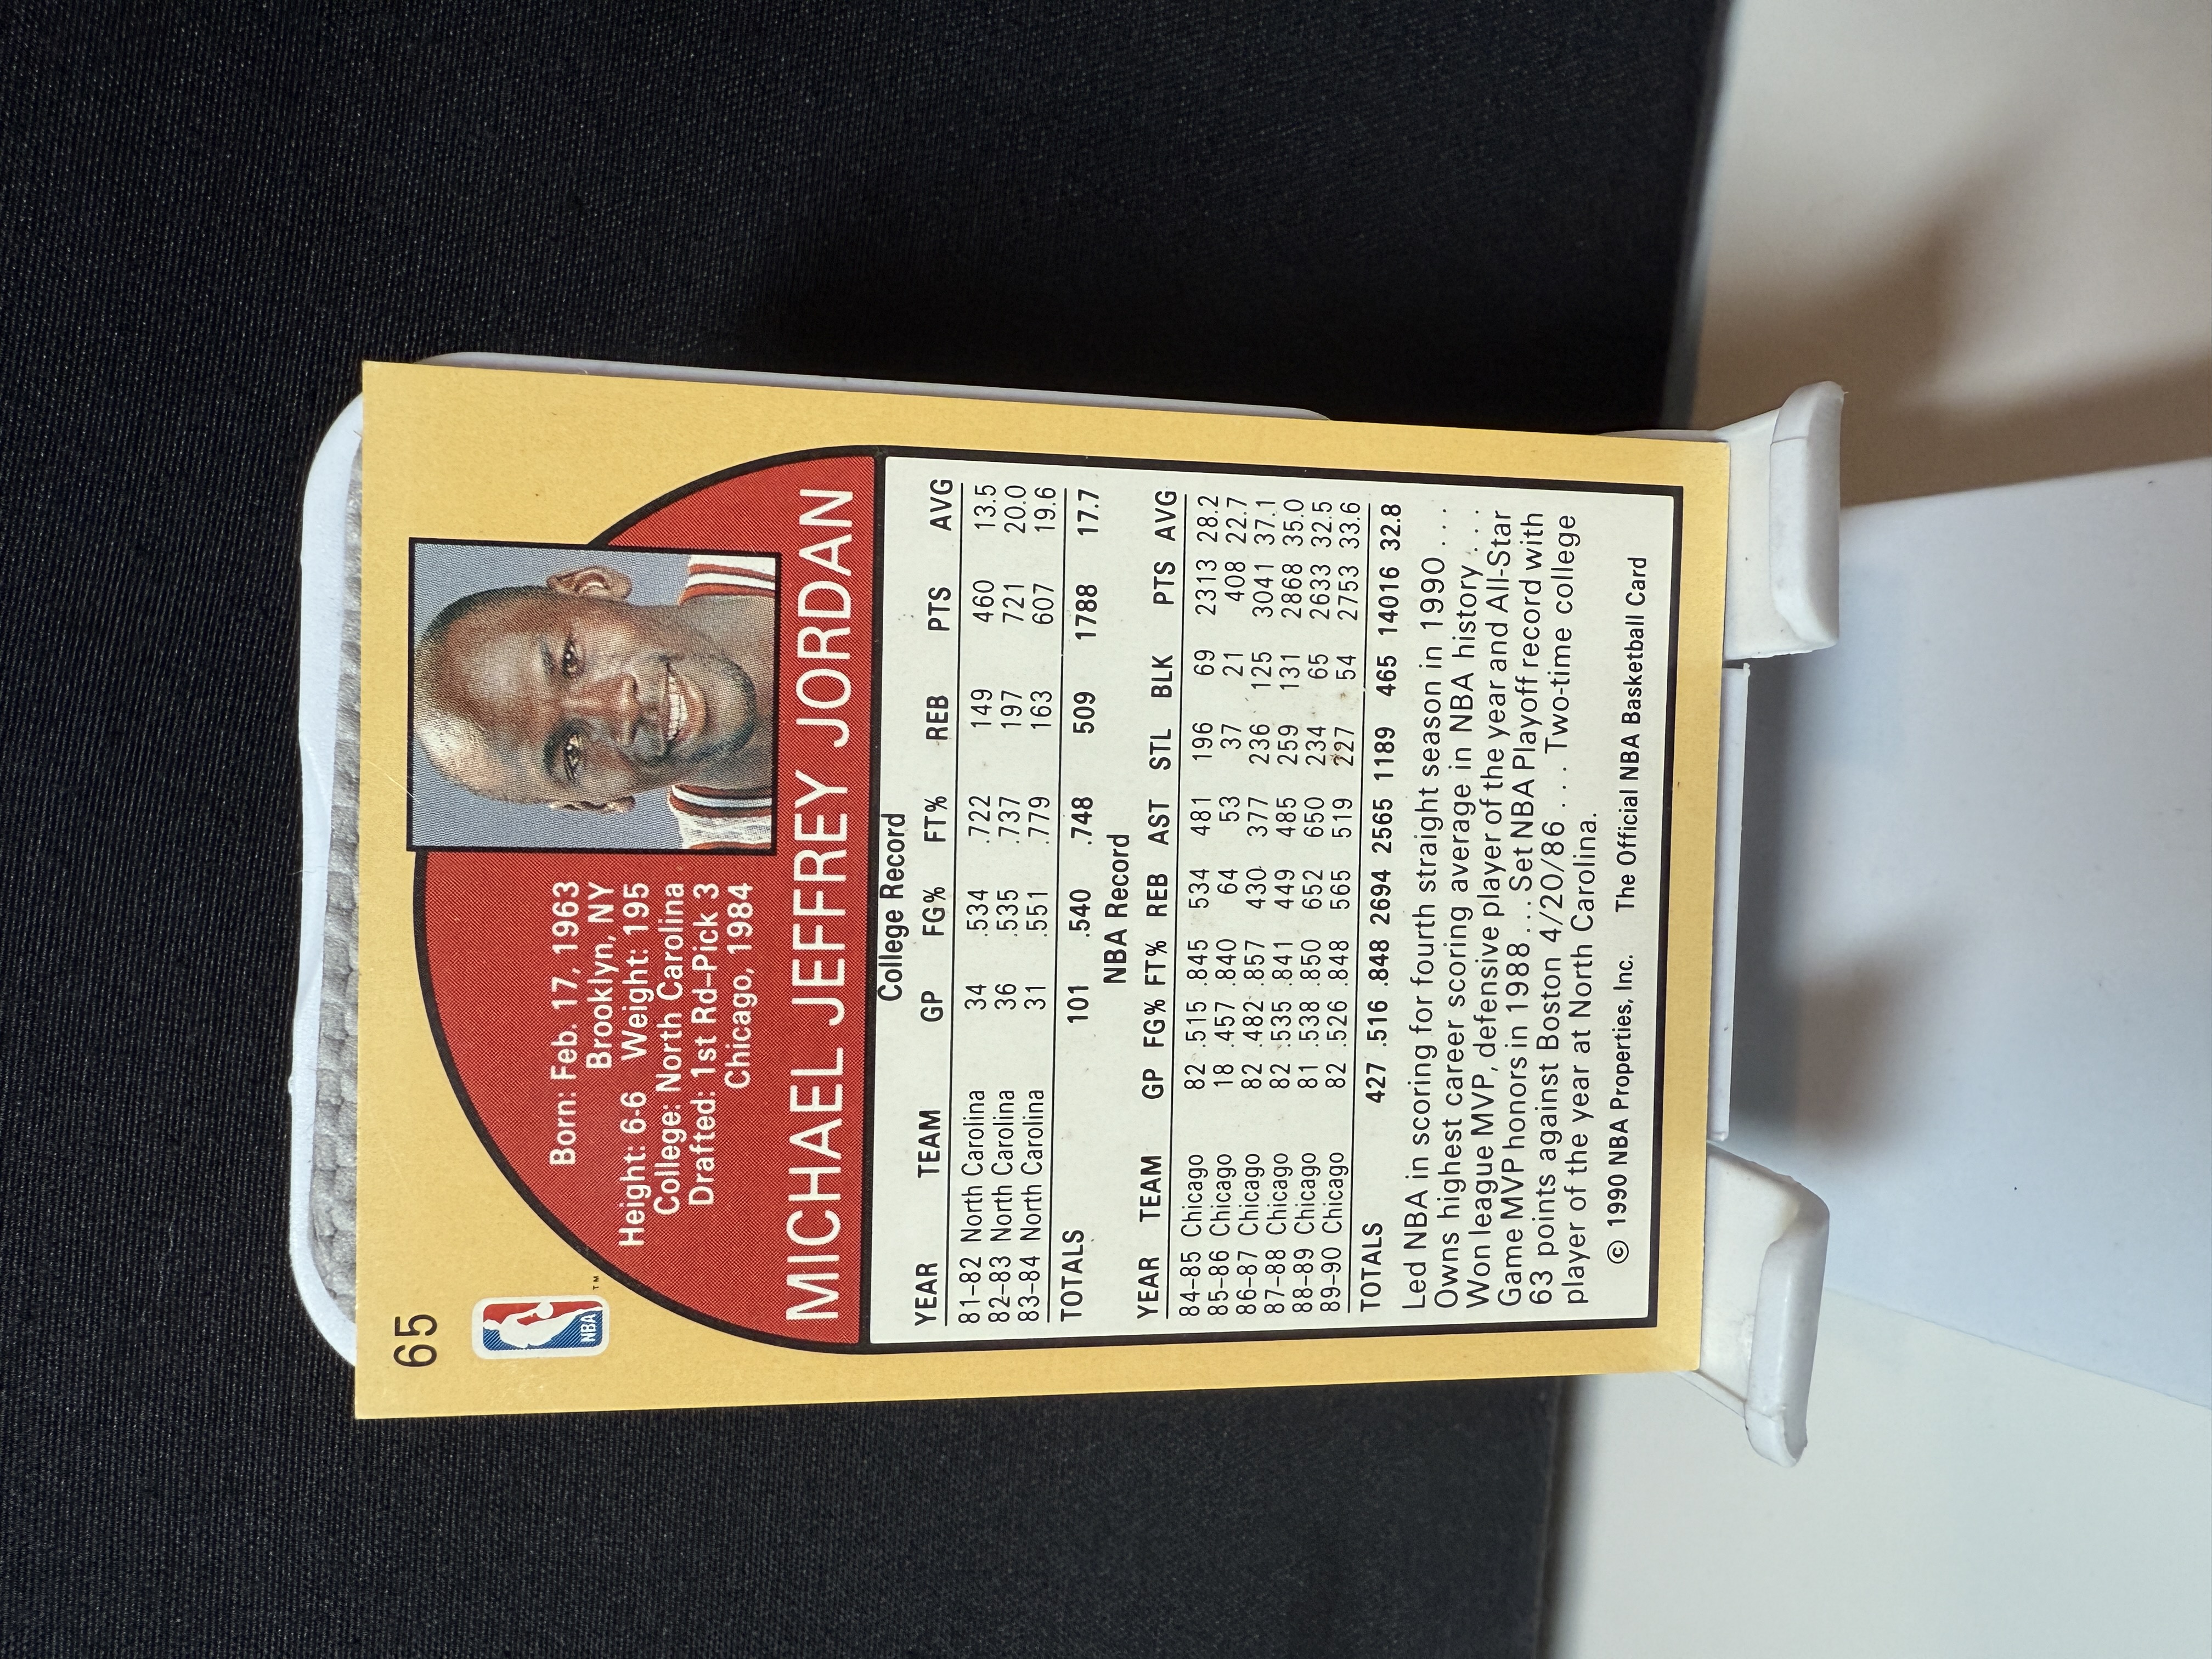 65
NBA
TM
Born: Feb. 17, 1963
Brooklyn, NY
Height: 6-6 Weight: 195
College: North Carolina
Drafted: 1st Rd–Pick 3
Chicago, 1984
MICHAEL JEFFREY JORDAN
College Record
YEAR TEAM GP FG% FT% REB PTS AVG
81–82 North Carolina 34 .534 .722 149 460 13.5
82–83 North Carolina 36 .535 .737 197 721 20.0
83–84 North Carolina 31 .551 .779 163 607 19.6
TOTALS 101 .540 .748 509 1788 17.7
NBA Record
YEAR TEAM GP FG% FT% REB AST STL BLK PTS AVG
84–85 Chicago 82 .515 .845 534 481 196 69 2313 28.2
85–86 Chicago 18 .457 .840 64 53 37 21 408 22.7
86–87 Chicago 82 .482 .857 430 377 236 125 3041 37.1
87–88 Chicago 82 .535 .841 449 485 259 131 2868 35.0
88–89 Chicago 81 .538 .850 652 650 234 65 2633 32.5
89–90 Chicago 82 .526 .848 565 519 227 54 2753 33.6
TOTALS 427 .516 .848 2694 2565 1189 465 14016 32.8
Led NBA in scoring for fourth straight season in 1990 . . .
Owns highest career scoring average in NBA history . . .
Won league MVP, defensive player of the year and All-Star
Game MVP honors in 1988 . . . Set NBA Playoff record with
63 points against Boston 4/20/86 . . . Two-time college
player of the year at North Carolina.
© 1990 NBA Properties, Inc. The Official NBA Basketball Card